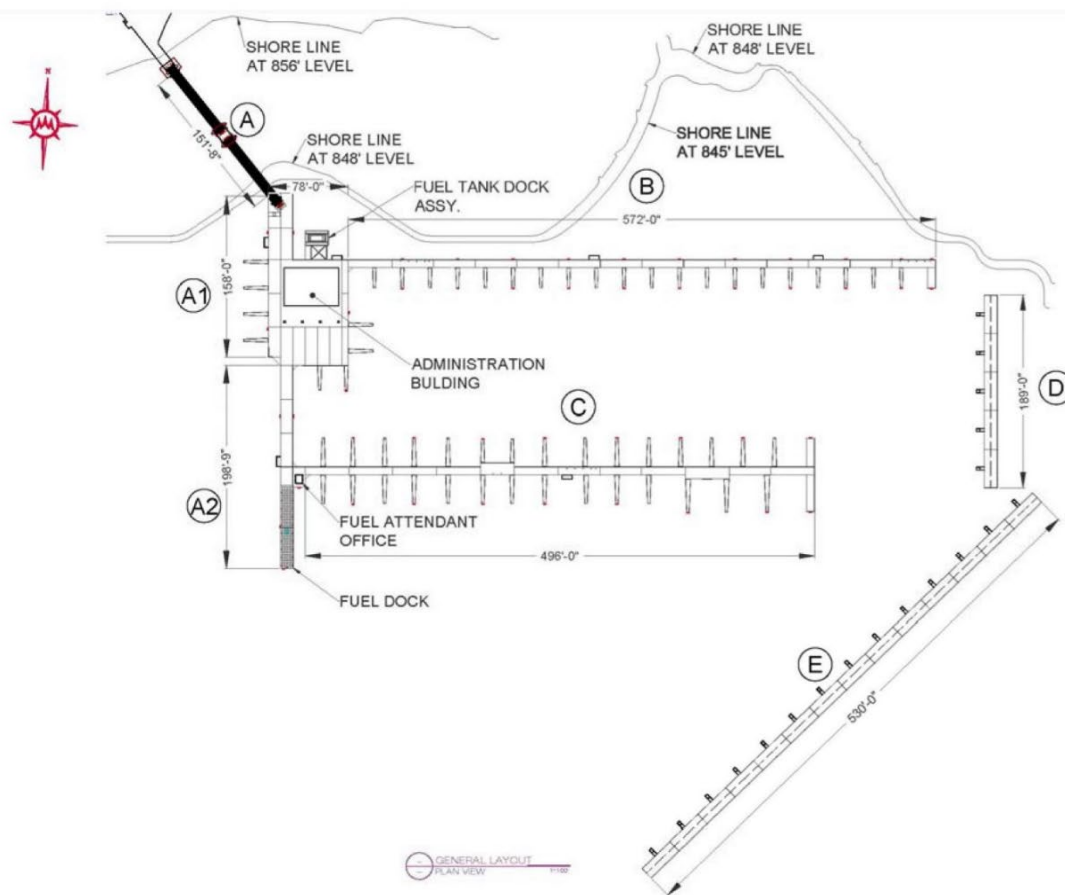 SHORE LINE
AT 856' LEVEL
SHORE LINE
AT 848' LEVEL
N
A
151'-8"
SHORE LINE
AT 848' LEVEL
SHORE LINE
AT 845' LEVEL
78'-0"
FUEL TANK DOCK
ASSY.
B
572'-0"
158'-0"
A1
ADMINISTRATION
BULDING
D
189'-0"
C
198'-9"
A2
FUEL ATTENDANT
OFFICE
496'-0"
FUEL DOCK
E
530'-0"
GENERAL LAYOUT
PLAN VIEW